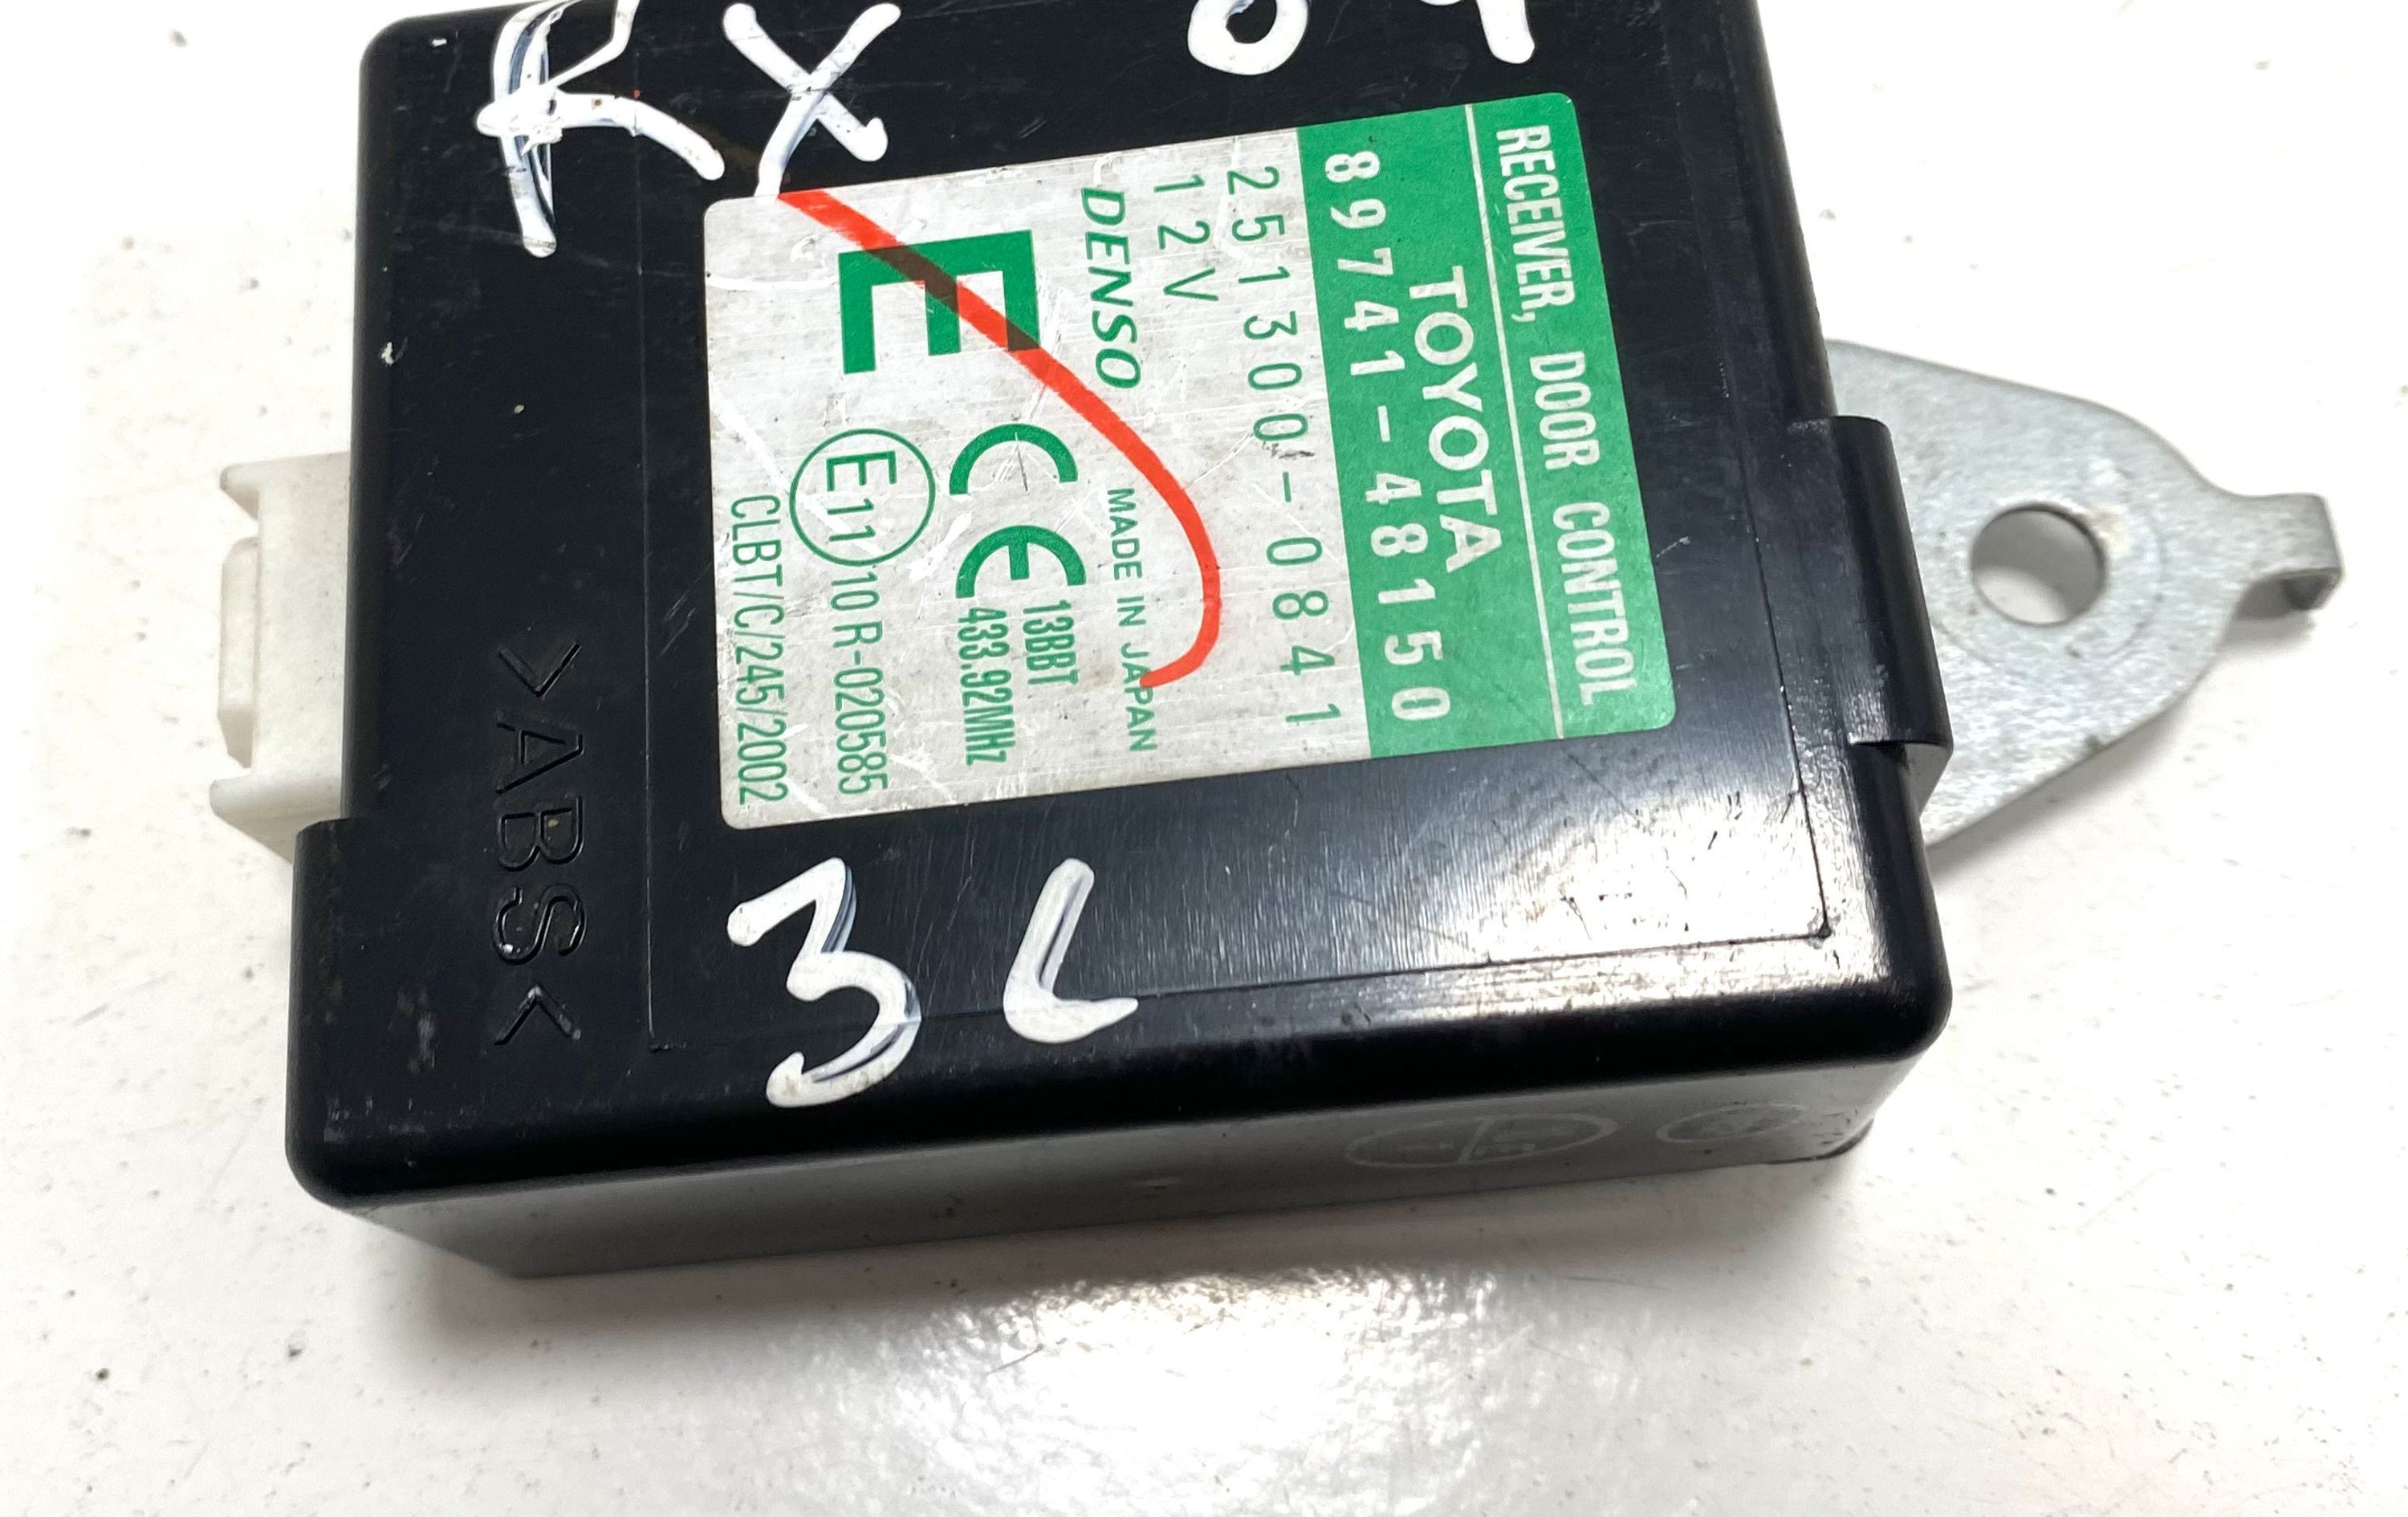 RX 04
RECEIVER, DOOR CONTROL
TOYOTA
89741-48150
251300-0841
12V
DENSO MADE IN JAPAN
E CE 13BBT
433.92MHz
E11 10 R-020585
CLBT/C/245/2002
>ABS<